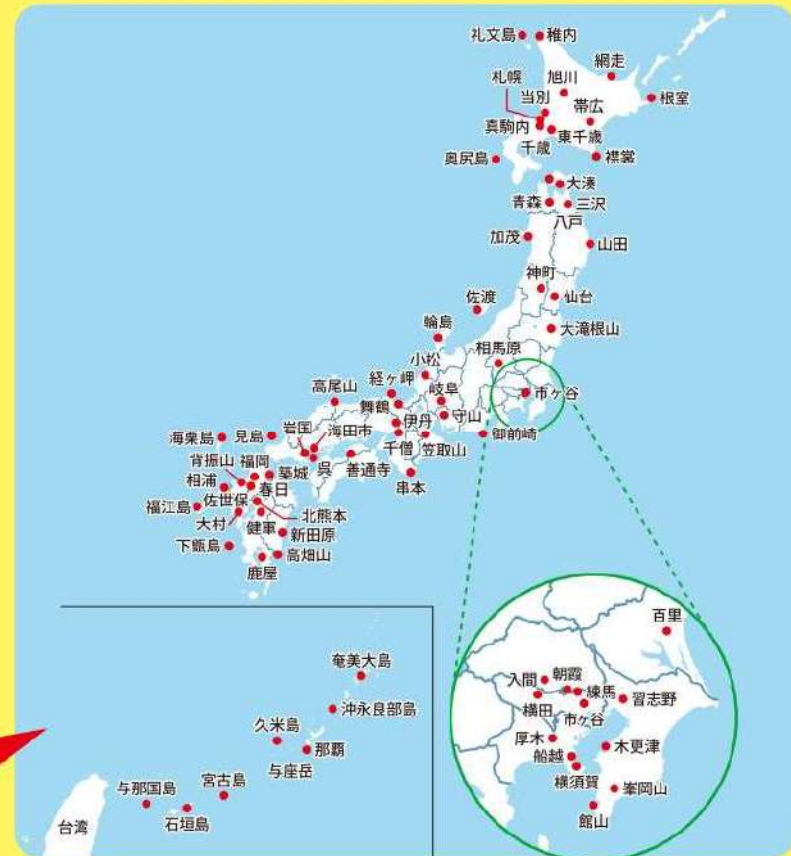 礼文島
稚内
網走
札幌
旭川
当別
帯広
根室
真駒内
東千歳
千歳
奥尻島
襟裳
大湊
青森
三沢
八戸
加茂
山田
神町
仙台
佐渡
大滝根山
輪島
相馬原
小松
経ヶ岬
高尾山
岐阜
市ヶ谷
舞鶴
守山
岩国
海田市
伊丹
御前崎
海栗島
見島
千僧
笠取山
背振山
福岡
築城
呉
善通寺
串本
相浦
春日
佐世保
福江島
北熊本
大村
健軍
新田原
下甑島
高畑山
鹿屋
奄美大島
沖永良部島
久米島
那覇
与座岳
与那国島
宮古島
石垣島
台湾
百里
入間
朝霞
練馬
習志野
横田
市ヶ谷
厚木
木更津
船越
横須賀
峯岡山
館山